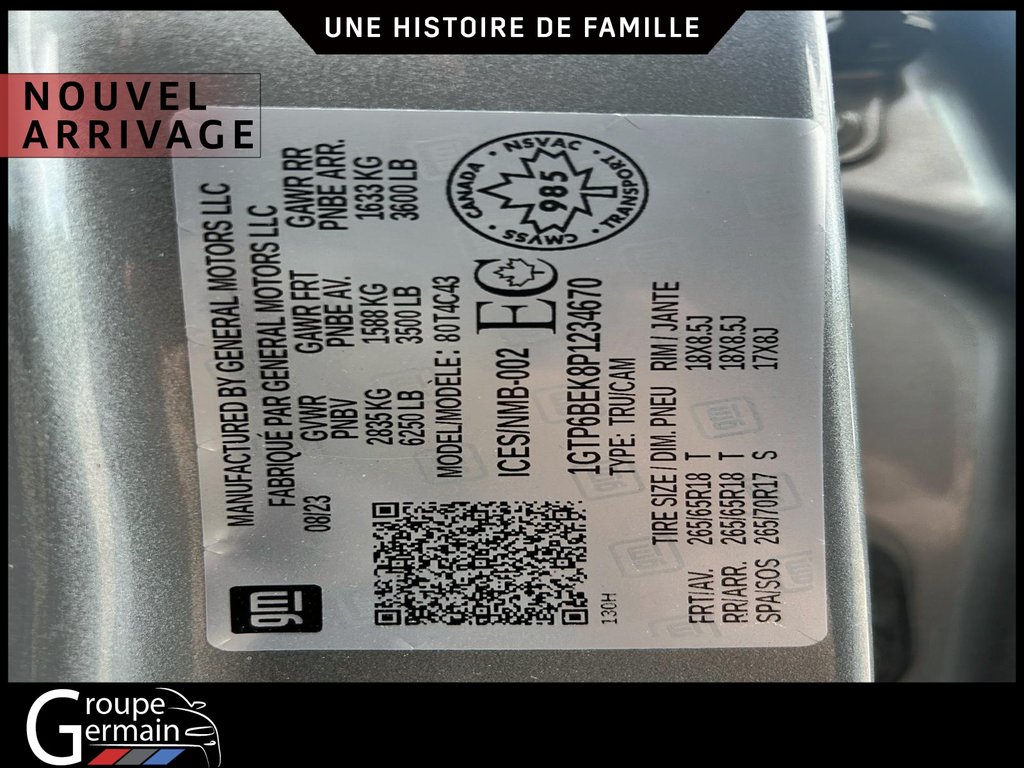 UNE HISTOIRE DE FAMILLE
NOUVEL
ARRIVAGE
gm
MANUFACTURED BY GENERAL MOTORS LLC
FABRIQUÉ PAR GENERAL MOTORS LLC
08/23 GVWR GAWR FRT GAWR RR
PNBV PNBE AV. PNBE ARR.
2835 KG 1588 KG 1633 KG
6250 LB 3500 LB 3600 LB
MODEL/MODELE: 80T4C43
ICES/NMB-002 EC
CANADA · NSVAC · TRANSPORT · CMVSS
985
1GTP6BEK8P1234670
TYPE: TRU/CAM
130H
TIRE SIZE / DIM. PNEU RIM / JANTE
FRT/AV. 265/65R18 T 18X8.5J
RR/ARR. 265/65R18 T 18X8.5J
SPA/SOS 265/70R17 S 17X8J
Groupe
Germain